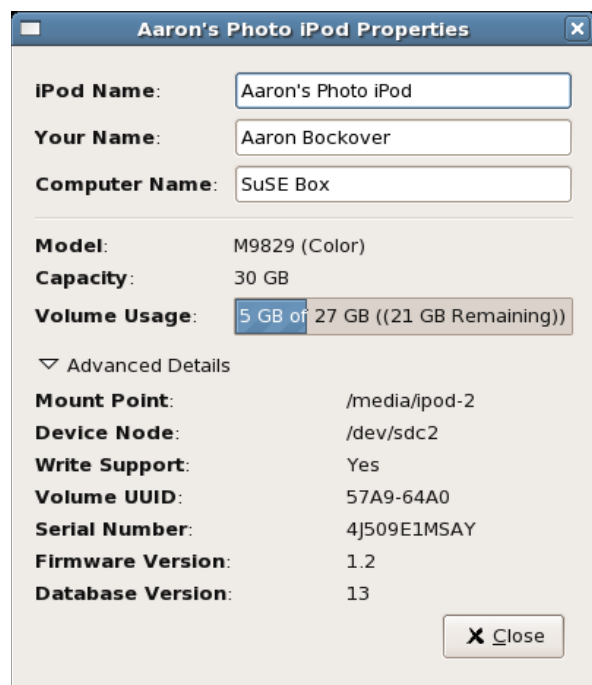 Aaron's Photo iPod Properties
iPod Name: Aaron's Photo iPod
Your Name: Aaron Bockover
Computer Name: SuSE Box
Model: M9829 (Color)
Capacity: 30 GB
Volume Usage: 5 GB of 27 GB ((21 GB Remaining))
Advanced Details
Mount Point: /media/ipod-2
Device Node: /dev/sdc2
Write Support: Yes
Volume UUID: 57A9-64A0
Serial Number: 4J509E1MSAY
Firmware Version: 1.2
Database Version: 13
Close